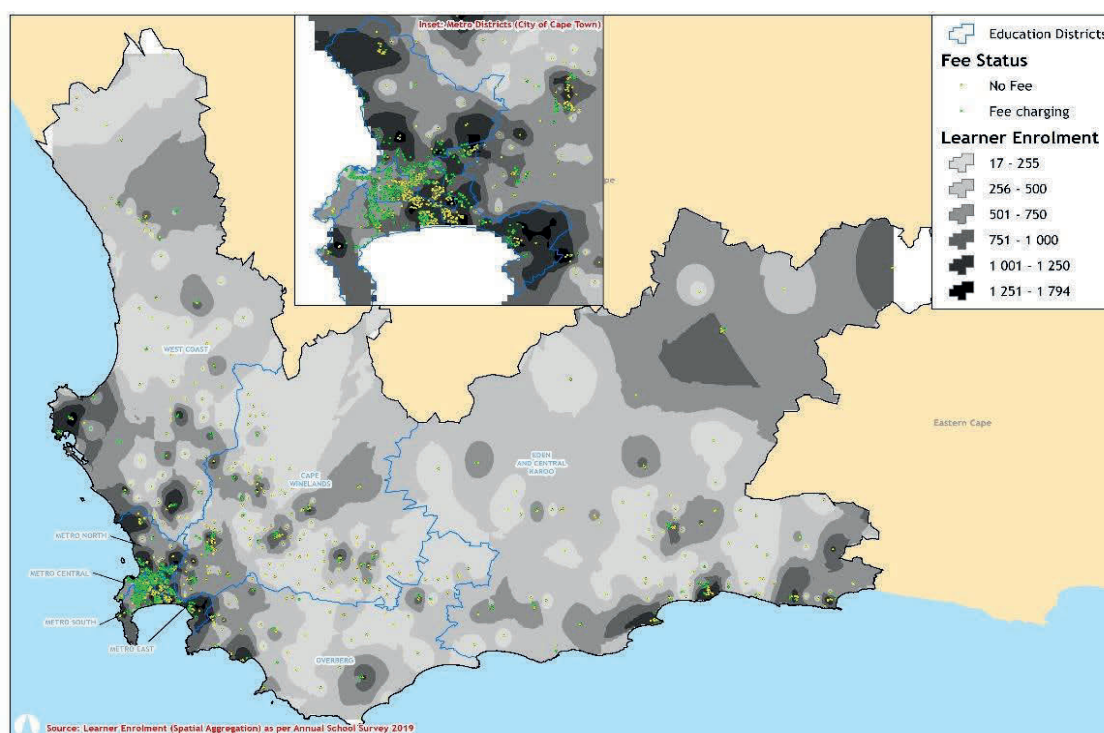 Inset: Metro Districts (City of Cape Town)
Education Districts
Fee Status
No Fee
Fee charging
Learner Enrolment
17 - 255
256 - 500
501 - 750
751 - 1 000
1 001 - 1 250
1 251 - 1 794
WEST COAST
Eastern Cape
EDEN
AND CENTRAL
KAROO
CAPE
WINELANDS
METRO NORTH
METRO CENTRAL
METRO SOUTH
METRO EAST
OVERBERG
Source: Learner Enrolment (Spatial Aggregation) as per Annual School Survey 2019